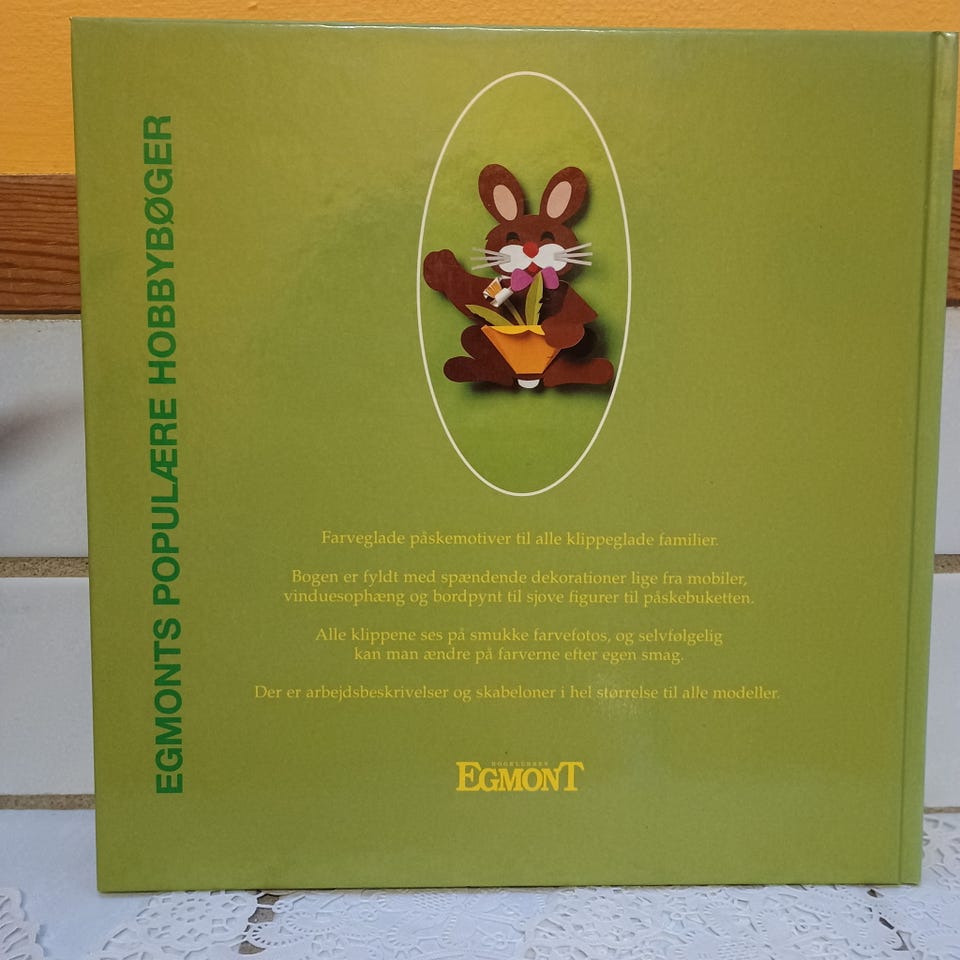 EGMONTS POPULÆRE HOBBYBØGER
Farveglade påskemotiver til alle klippeglade familier.
Bogen er fyldt med spændende dekorationer lige fra mobiler,
vinduesophæng og bordpynt til sjove figurer til påskebuketten.
Alle klippene ses på smukke farvefotos, og selvfølgelig
kan man ændre på farverne efter egen smag.
Der er arbejdsbeskrivelser og skabeloner i hel størrelse til alle modeller.
BOGKLUBBEN
EGMONT